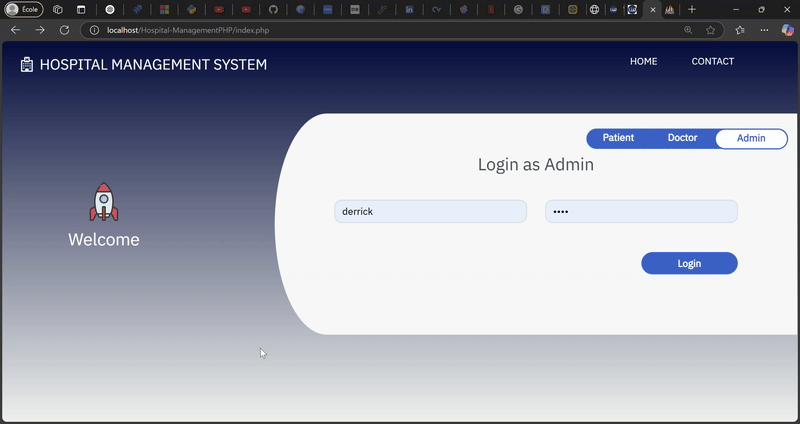 École
localhost/Hospital-ManagementPHP/index.php
HOSPITAL MANAGEMENT SYSTEM
HOME
CONTACT
Patient
Doctor
Admin
Login as Admin
derrick
••••
Login
Welcome